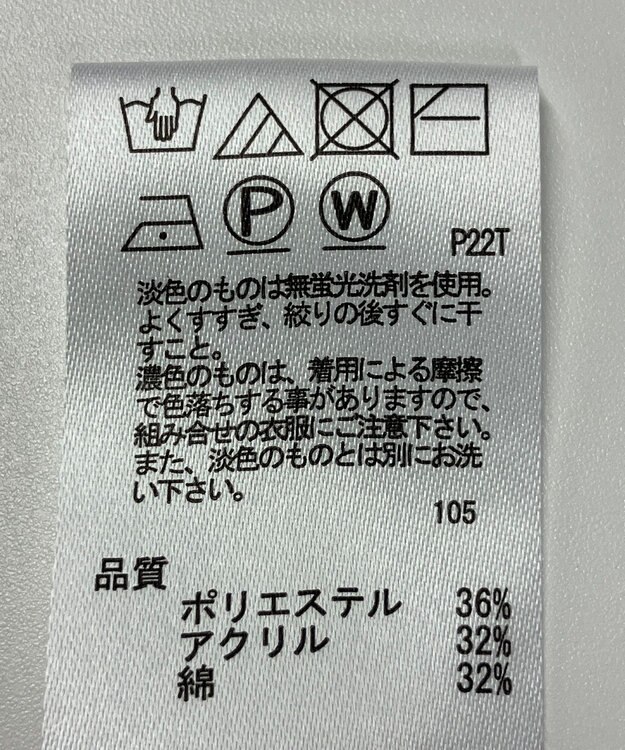 P W
P22T
淡色のものは無蛍光洗剤を使用。
よくすすぎ、絞りの後すぐに干
すこと。
濃色のものは、着用による摩擦
で色落ちする事がありますので、
組み合せの衣服にご注意下さい。
また、淡色のものとは別にお洗
い下さい。
105
品質
ポリエステル 36%
アクリル 32%
綿 32%